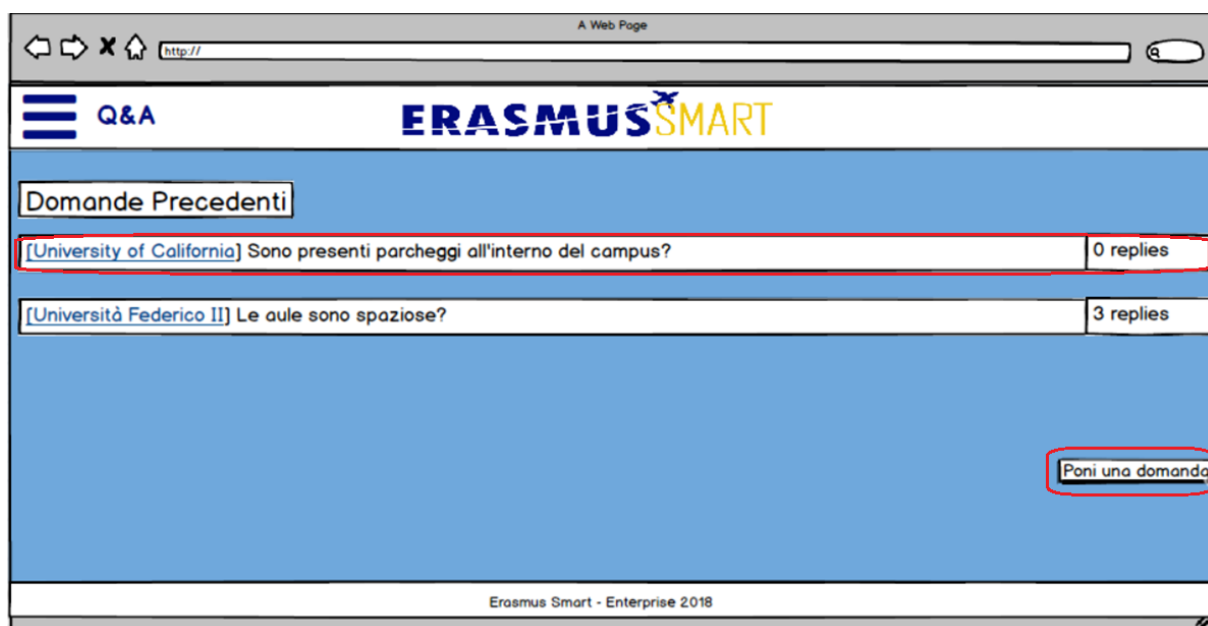 A Web Page
http://
Q&A
ERASMUS SMART
Domande Precedenti
[University of California] Sono presenti parcheggi all'interno del campus? 0 replies
[Università Federico II] Le aule sono spaziose? 3 replies
Poni una domanda
Erasmus Smart - Enterprise 2018